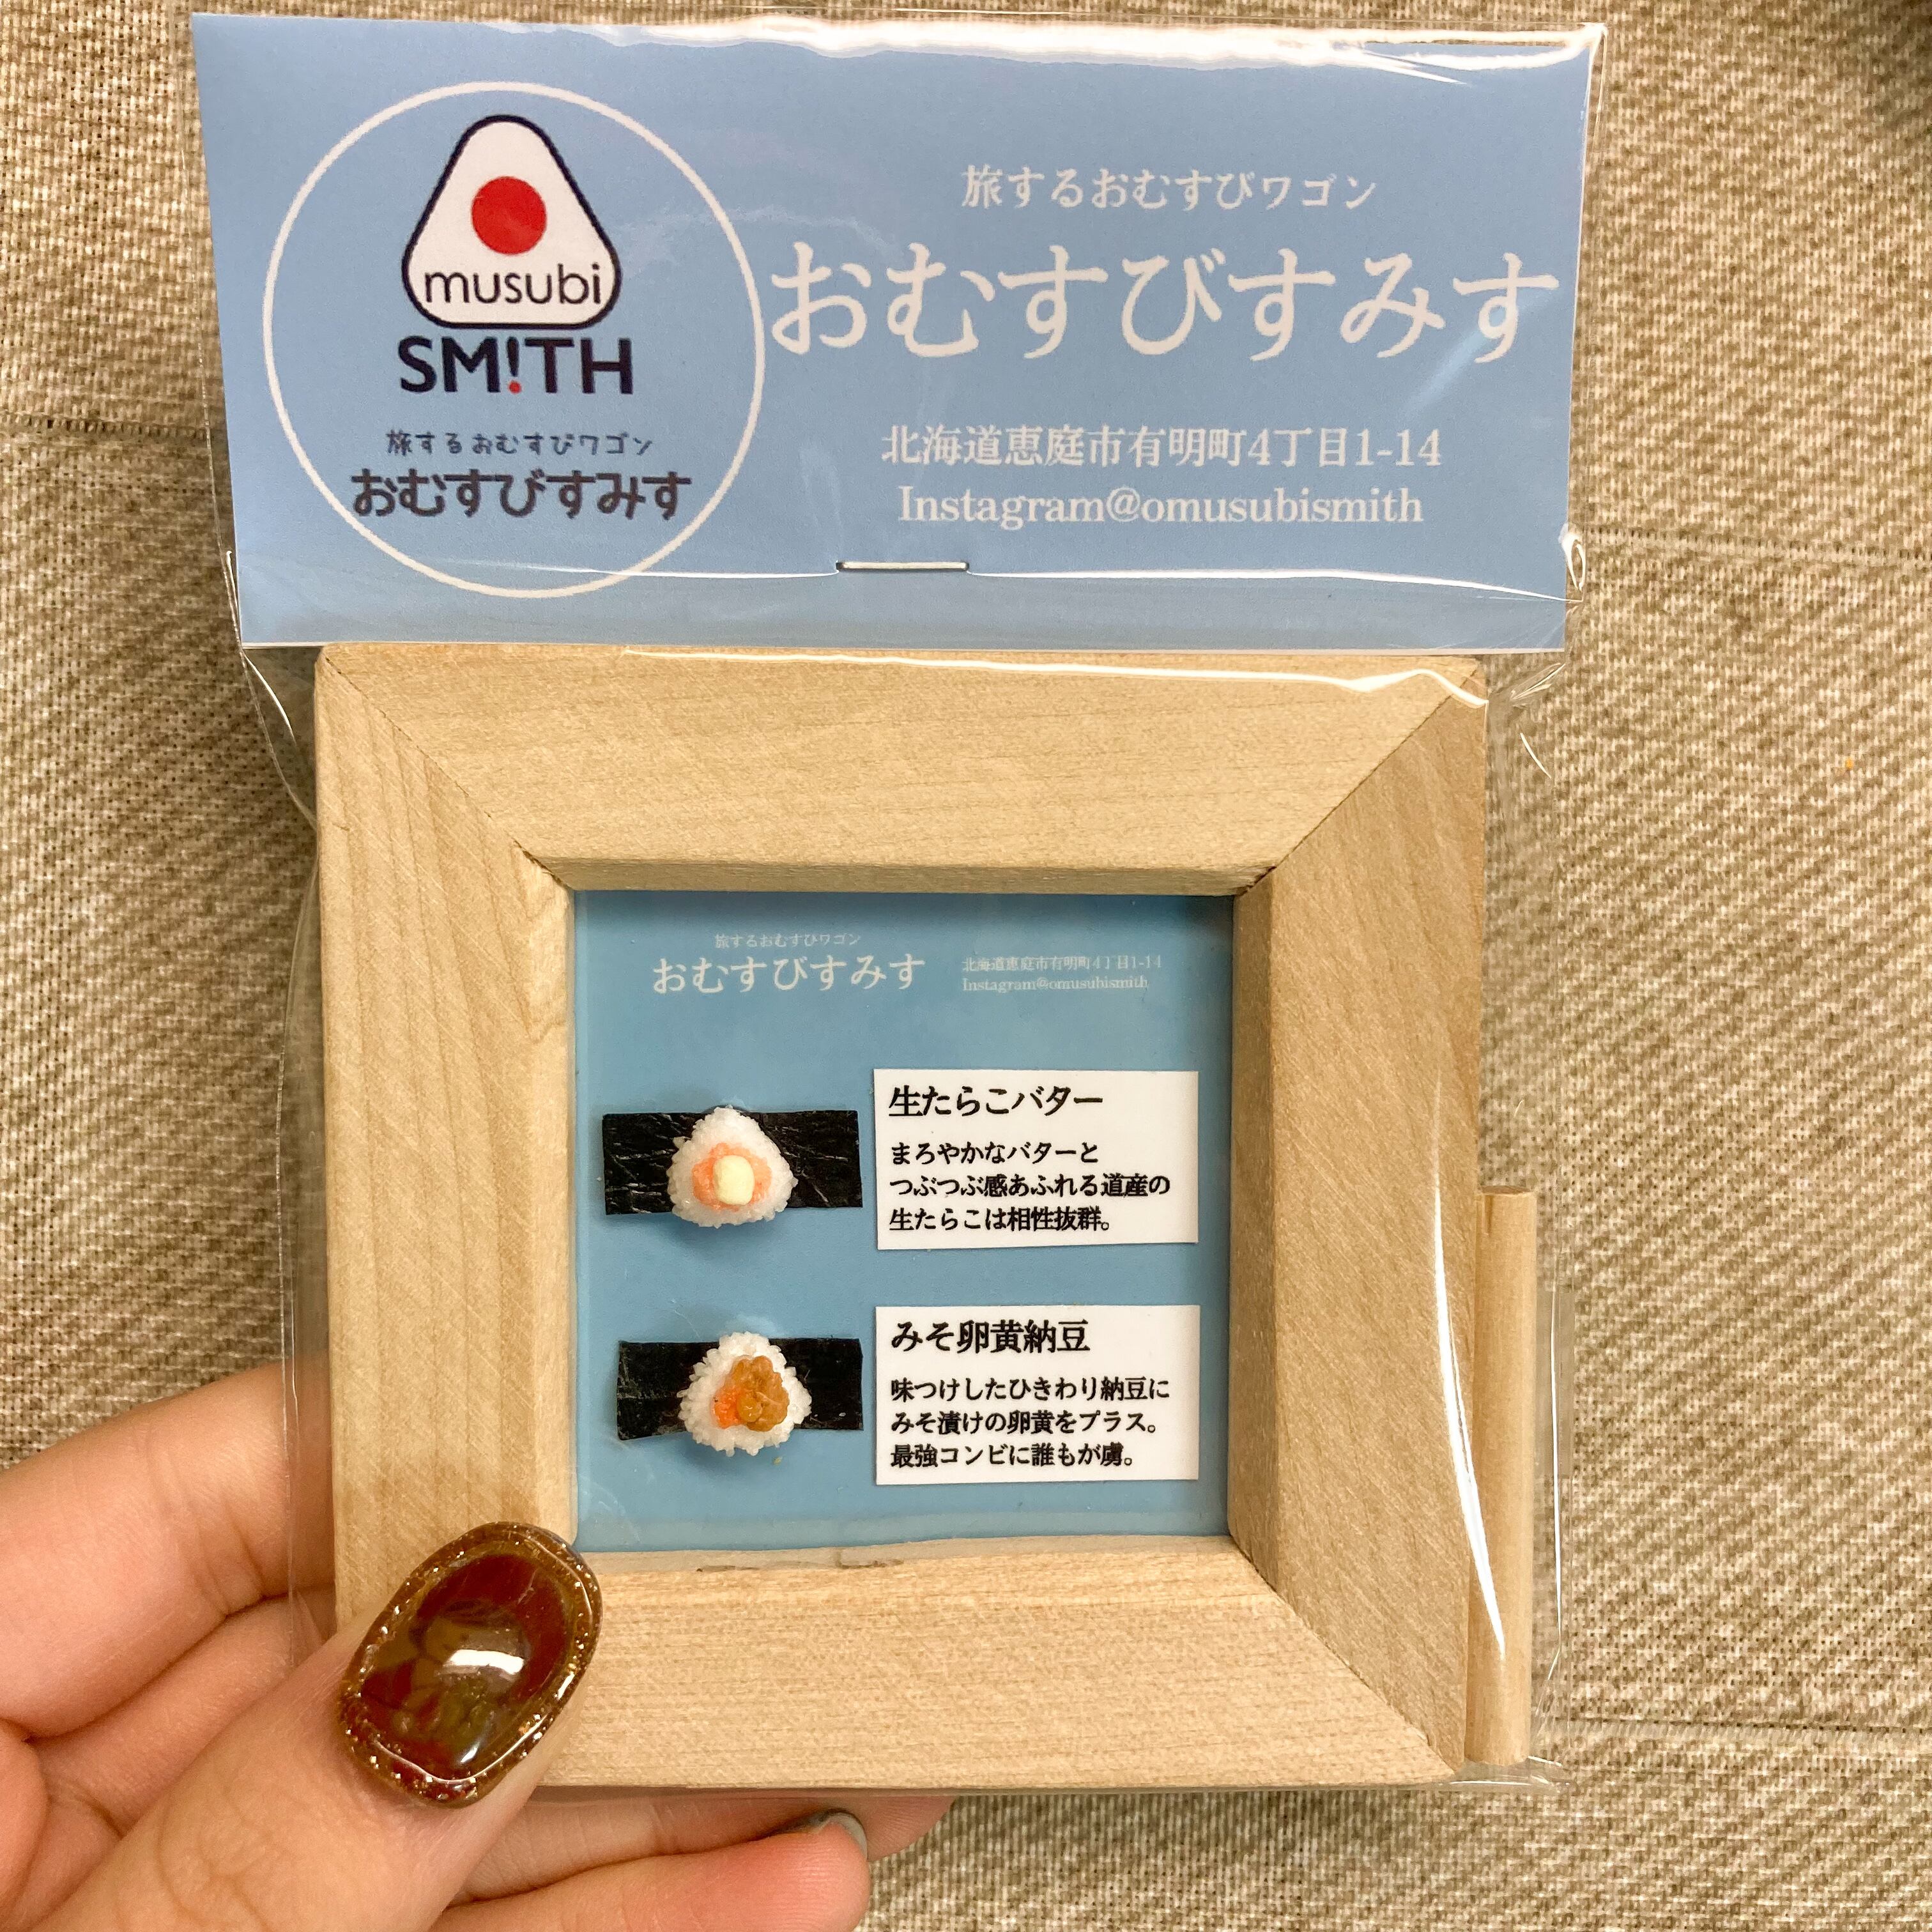 musubi
SM!TH
旅するおむすびワゴン
おむすびすみす
旅するおむすびワゴン
おむすびすみす
北海道恵庭市有明町4丁目1-14
Instagram@omusubismith
旅するおむすびワゴン
おむすびすみす
北海道恵庭市有明町4丁目1-14
Instagram@omusubismith
生たらこバター
まろやかなバターと
つぶつぶ感あふれる道産の
生たらこは相性抜群。
みそ卵黄納豆
味つけしたひきわり納豆に
みそ漬けの卵黄をプラス。
最強コンビに誰もが虜。